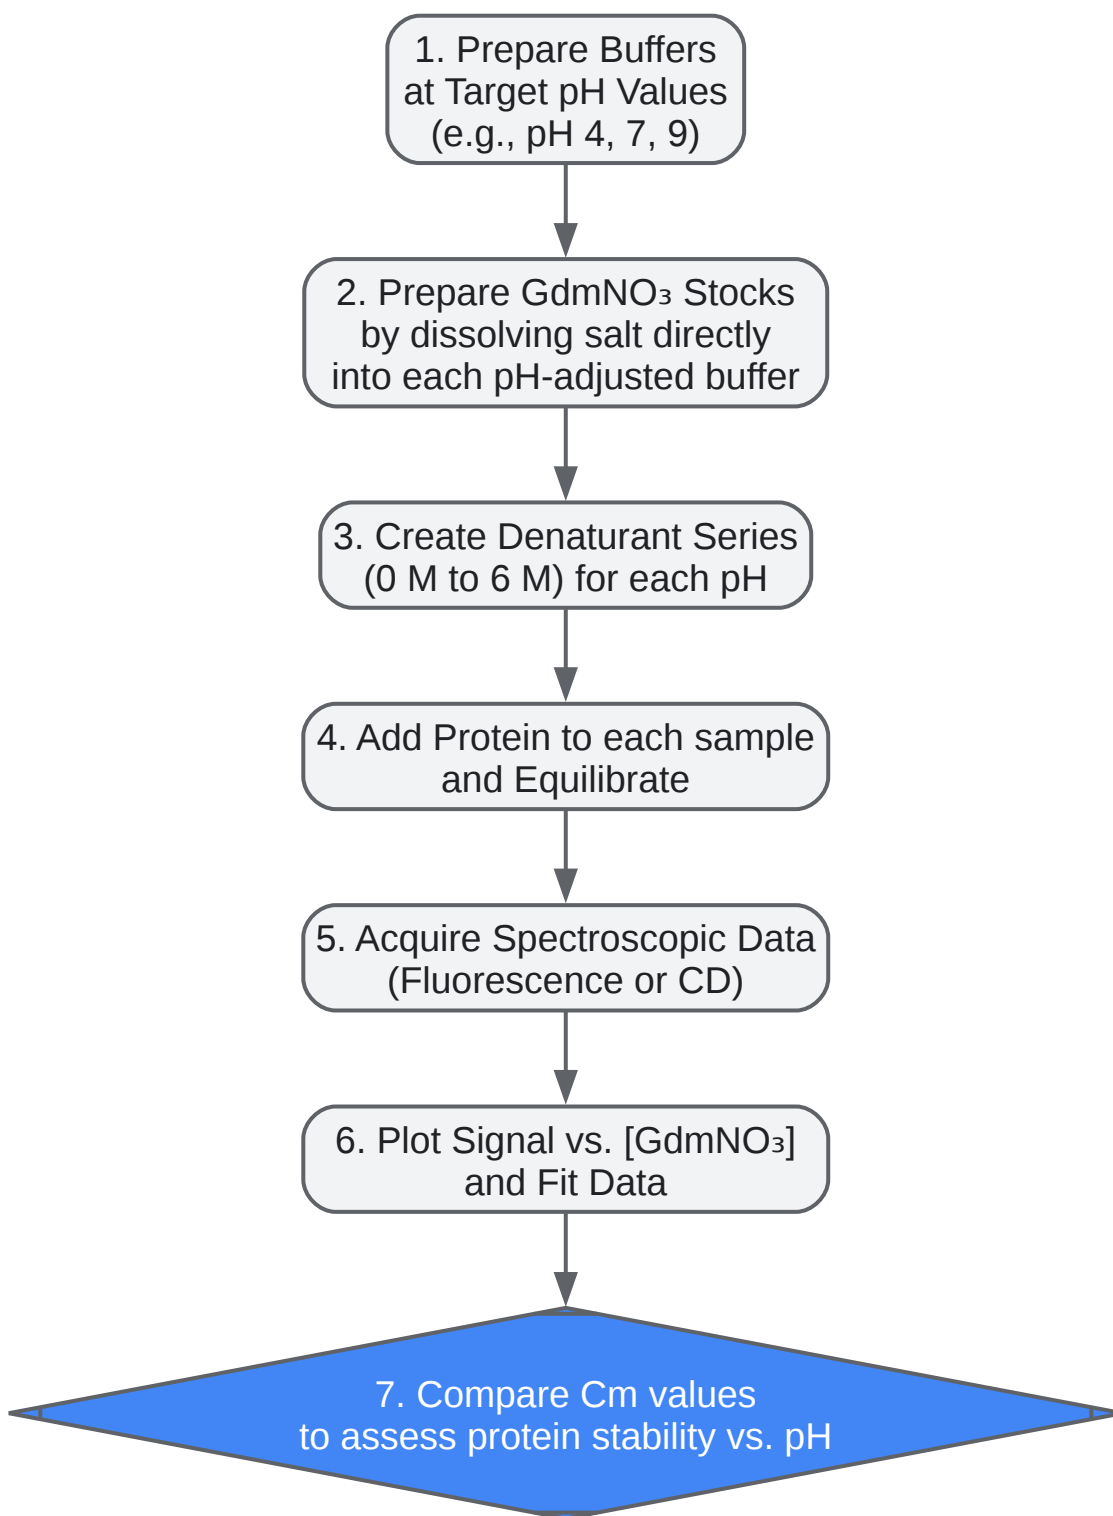 1. Prepare Buffers
at Target pH Values
(e.g., pH 4, 7, 9)
2. Prepare GdmNO₃ Stocks
by dissolving salt directly
into each pH-adjusted buffer
3. Create Denaturant Series
(0 M to 6 M) for each pH
4. Add Protein to each sample
and Equilibrate
5. Acquire Spectroscopic Data
(Fluorescence or CD)
6. Plot Signal vs. [GdmNO₃]
and Fit Data
7. Compare Cm values
to assess protein stability vs. pH